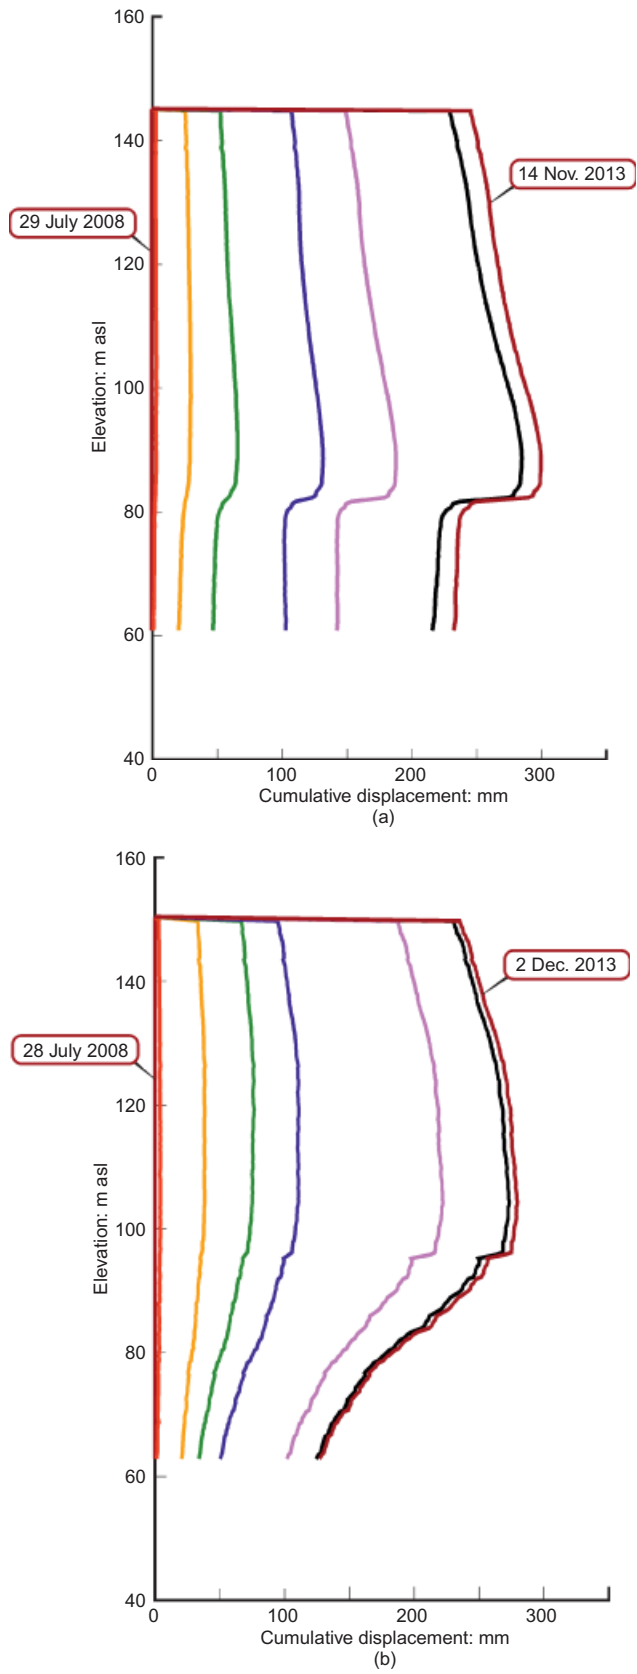 160
140
14 Nov. 2013
29 July 2008
120
Elevation: m asl
100
80
60
40
0 100 200 300
Cumulative displacement: mm
(a)
160
140
2 Dec. 2013
28 July 2008
120
Elevation: m asl
100
80
60
40
0 100 200 300
Cumulative displacement: mm
(b)